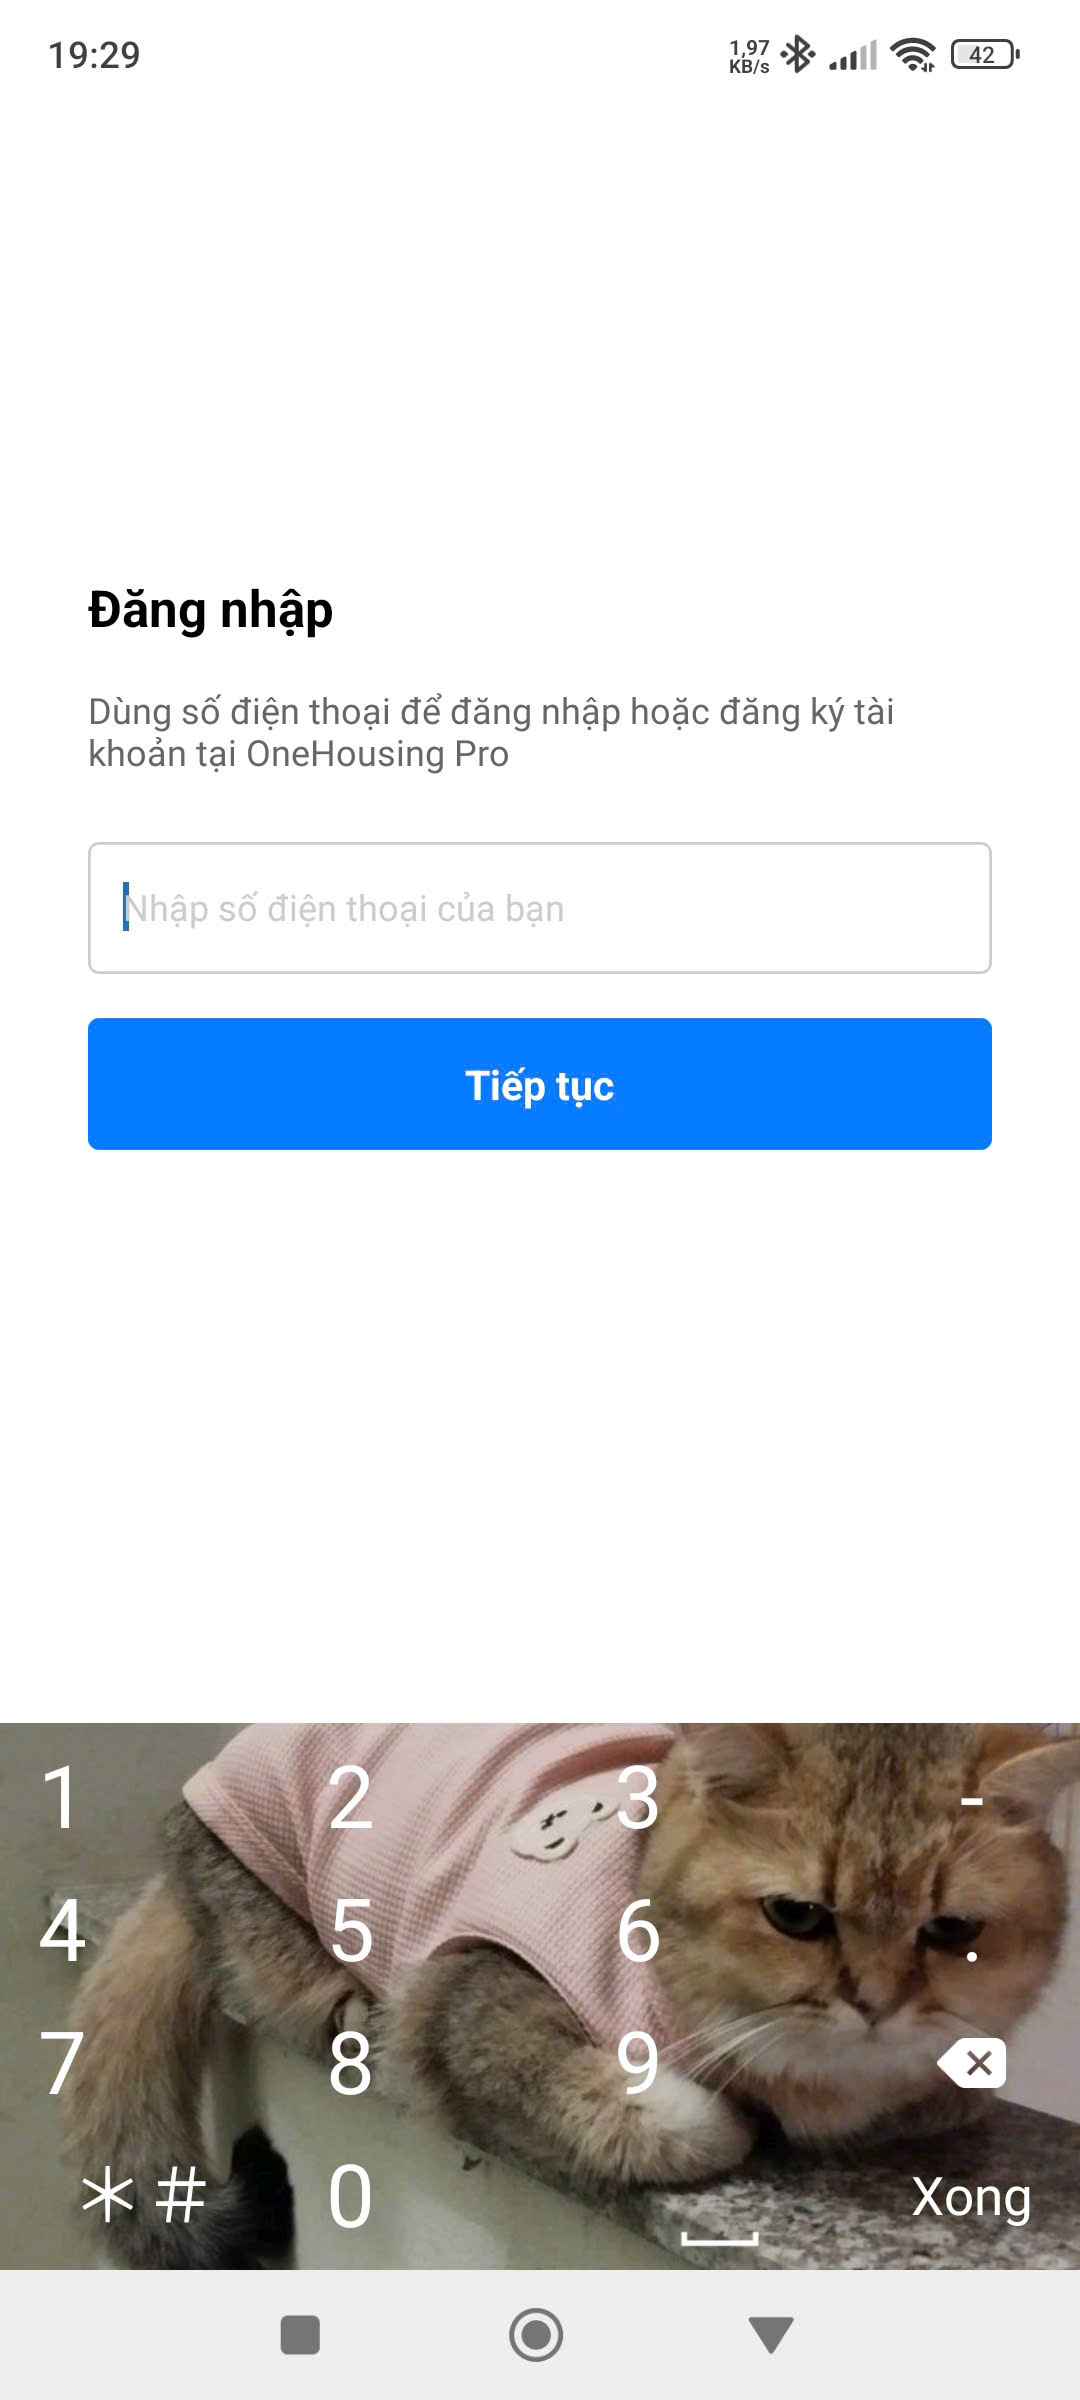 19:29
1,97
KB/s
42
Đăng nhập
Dùng số điện thoại để đăng nhập hoặc đăng ký tài
khoản tại OneHousing Pro
Nhập số điện thoại của bạn
Tiếp tục
1 2 3 -
4 5 6 .
7 8 9
*# 0 Xong